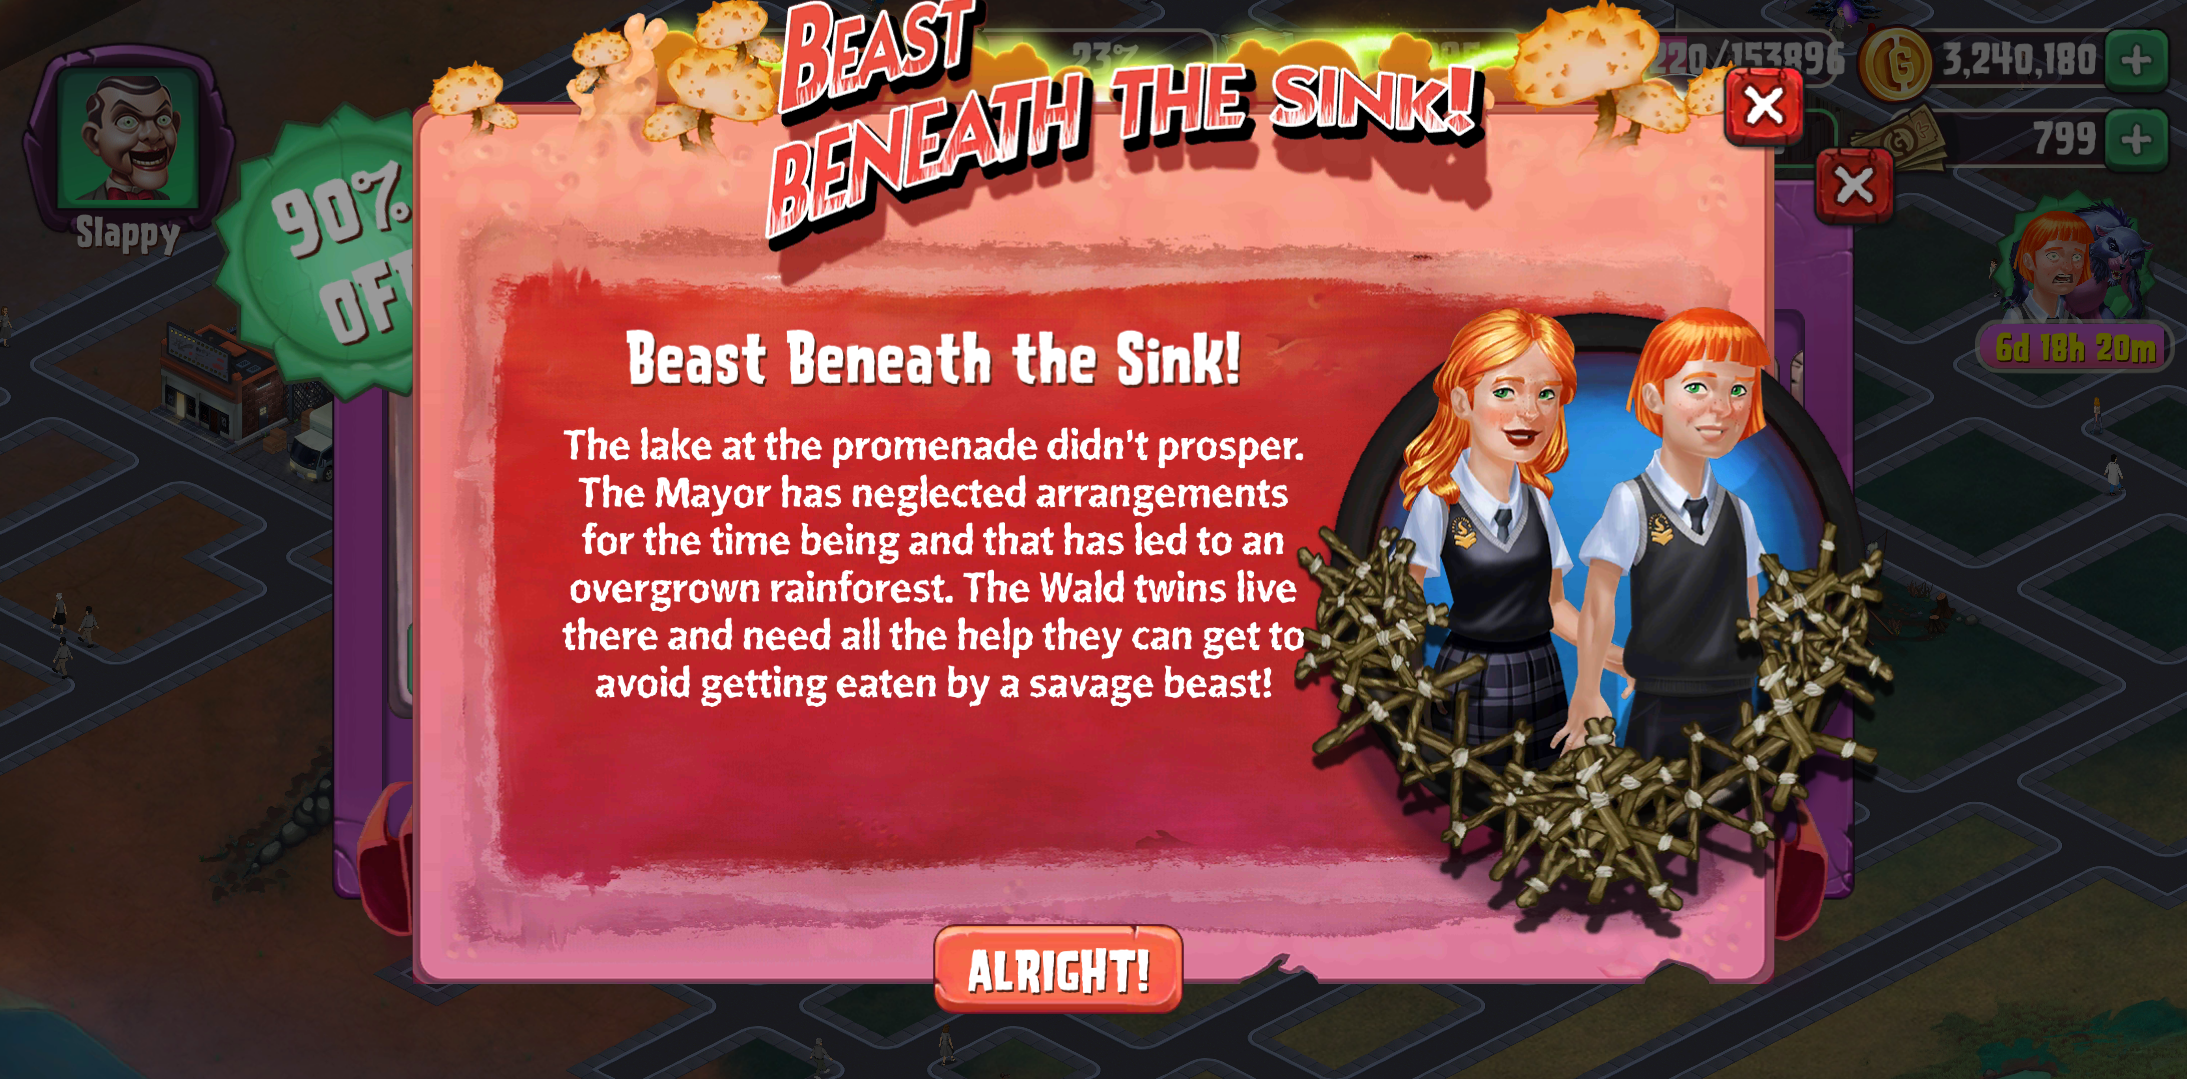 BEAST
BENEATH THE SINK!
23%
220/153896
3,240,180
799
Slappy
90%
OFF
6d 18h 20m
Beast Beneath the Sink!
The lake at the promenade didn't prosper.
The Mayor has neglected arrangements
for the time being and that has led to an
overgrown rainforest. The Wald twins live
there and need all the help they can get to
avoid getting eaten by a savage beast!
ALRIGHT!